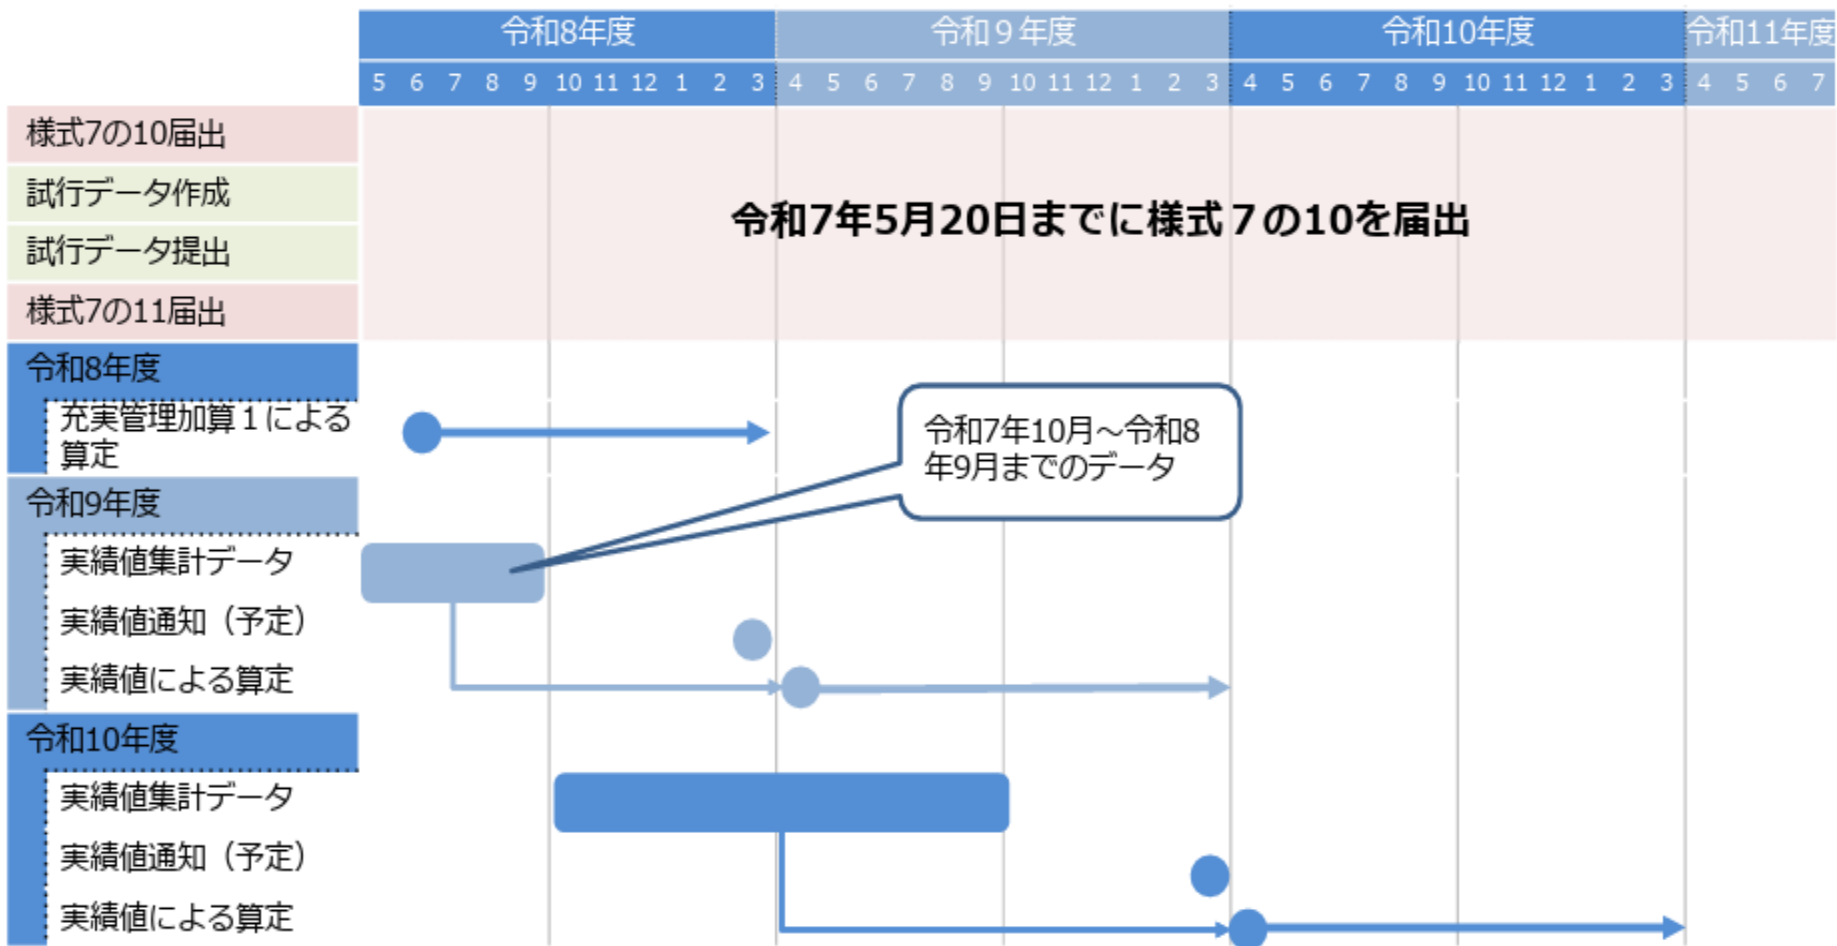 令和8年度 令和９年度 令和10年度 令和11年度
5 6 7 8 9 10 11 12 1 2 3 4 5 6 7 8 9 10 11 12 1 2 3 4 5 6 7 8 9 10 11 12 1 2 3 4 5 6 7
様式7の10届出
試行データ作成
試行データ提出
様式7の11届出
令和7年5月20日までに様式７の10を届出
令和8年度
充実管理加算１による
算定
令和7年10月～令和8
年9月までのデータ
令和9年度
実績値集計データ
実績値通知（予定）
実績値による算定
令和10年度
実績値集計データ
実績値通知（予定）
実績値による算定